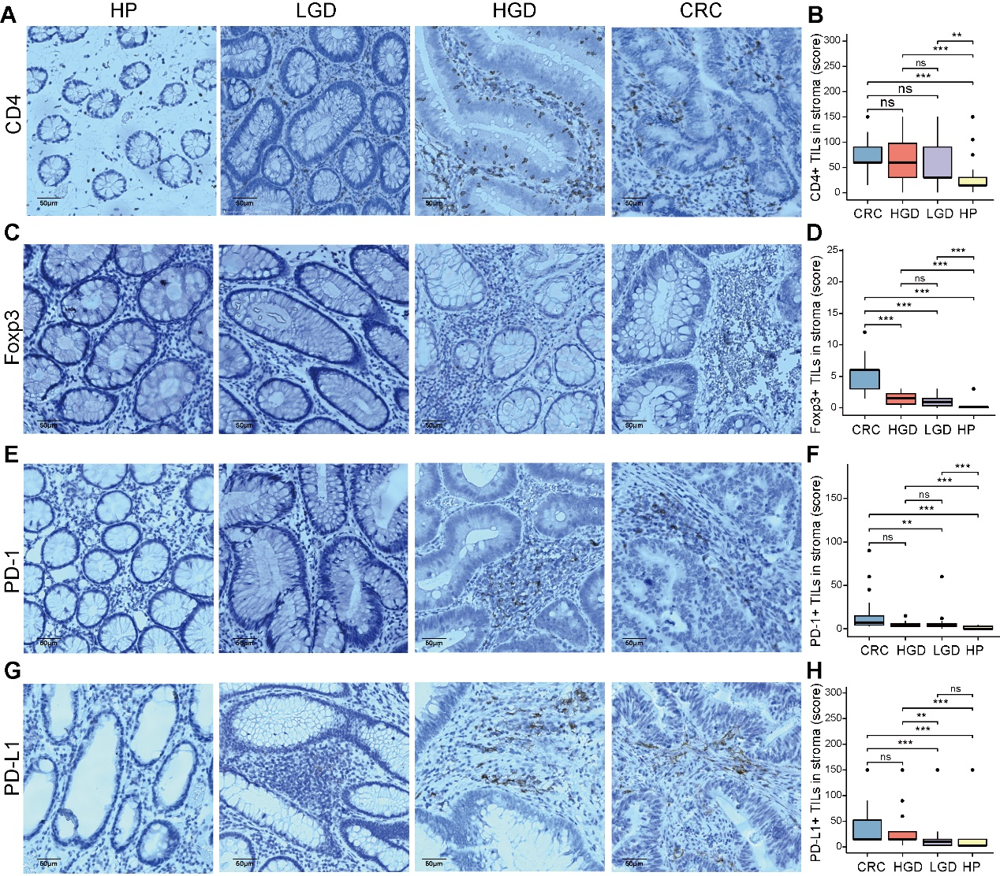 HP LGD HGD CRC
A
CD4
50µm 50µm 50µm 50µm
B
CD4+ TILs in stroma (score)
300
250
200
150
100
50
0
**
***
ns
***
ns
ns
CRC HGD LGD HP
C
Foxp3
50µm 50µm 50µm 50µm
D
Foxp3+ TILs in stroma (score)
25
20
15
10
5
0
***
***
ns
***
***
***
CRC HGD LGD HP
E
PD-1
50µm 50µm 50µm 50µm
F
PD-1+ TILs in stroma (score)
150
100
50
0
***
***
ns
***
**
ns
CRC HGD LGD HP
G
PD-L1
50µm 50µm 50µm 50µm
H
PD-L1+ TILs in stroma (score)
300
250
200
150
100
50
0
ns
***
**
***
***
ns
CRC HGD LGD HP